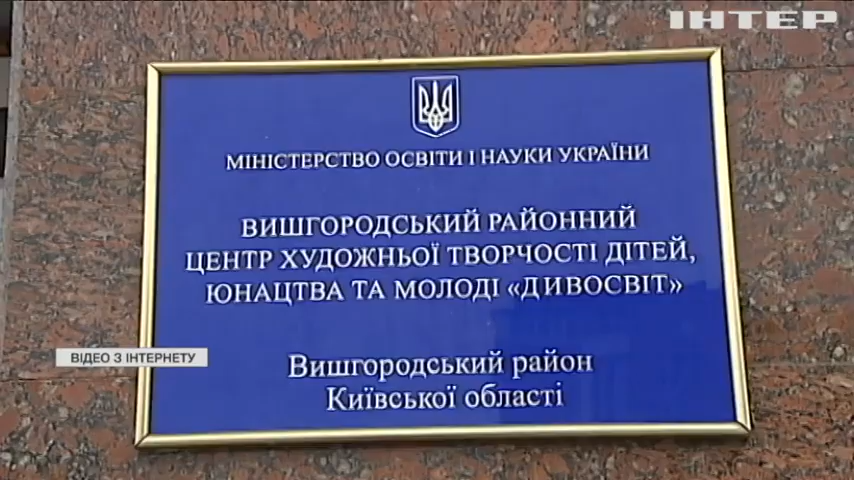 ІНТЕР
МІНІСТЕРСТВО ОСВІТИ І НАУКИ УКРАЇНИ
ВИШГОРОДСЬКИЙ РАЙОННИЙ
ЦЕНТР ХУДОЖНЬОЇ ТВОРЧОСТІ ДІТЕЙ,
ЮНАЦТВА ТА МОЛОДІ «ДИВОСВІТ»
ВІДЕО З ІНТЕРНЕТУ
Вишгородський район
Київської області